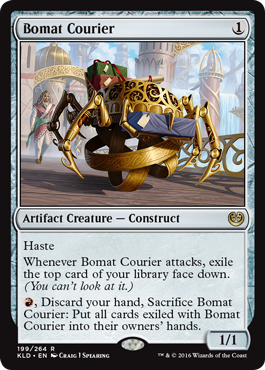 Bomat Courier 1
Artifact Creature — Construct
Haste
Whenever Bomat Courier attacks, exile
the top card of your library face down.
(You can't look at it.)
, Discard your hand, Sacrifice Bomat
Courier: Put all cards exiled with Bomat
Courier into their owners' hands.
1/1
199/264 R
KLD • EN Craig J Spearing
™ & © 2016 Wizards of the Coast